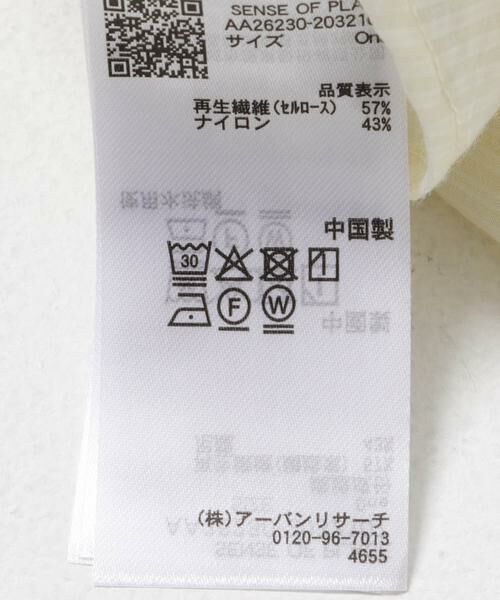 SENSE OF PLA
AA26230-20321
サイズ On
品質表示
再生繊維(セルロース) 57%
ナイロン 43%
中国製
30
F W
(株)アーバンリサーチ
0120-96-7013
4655